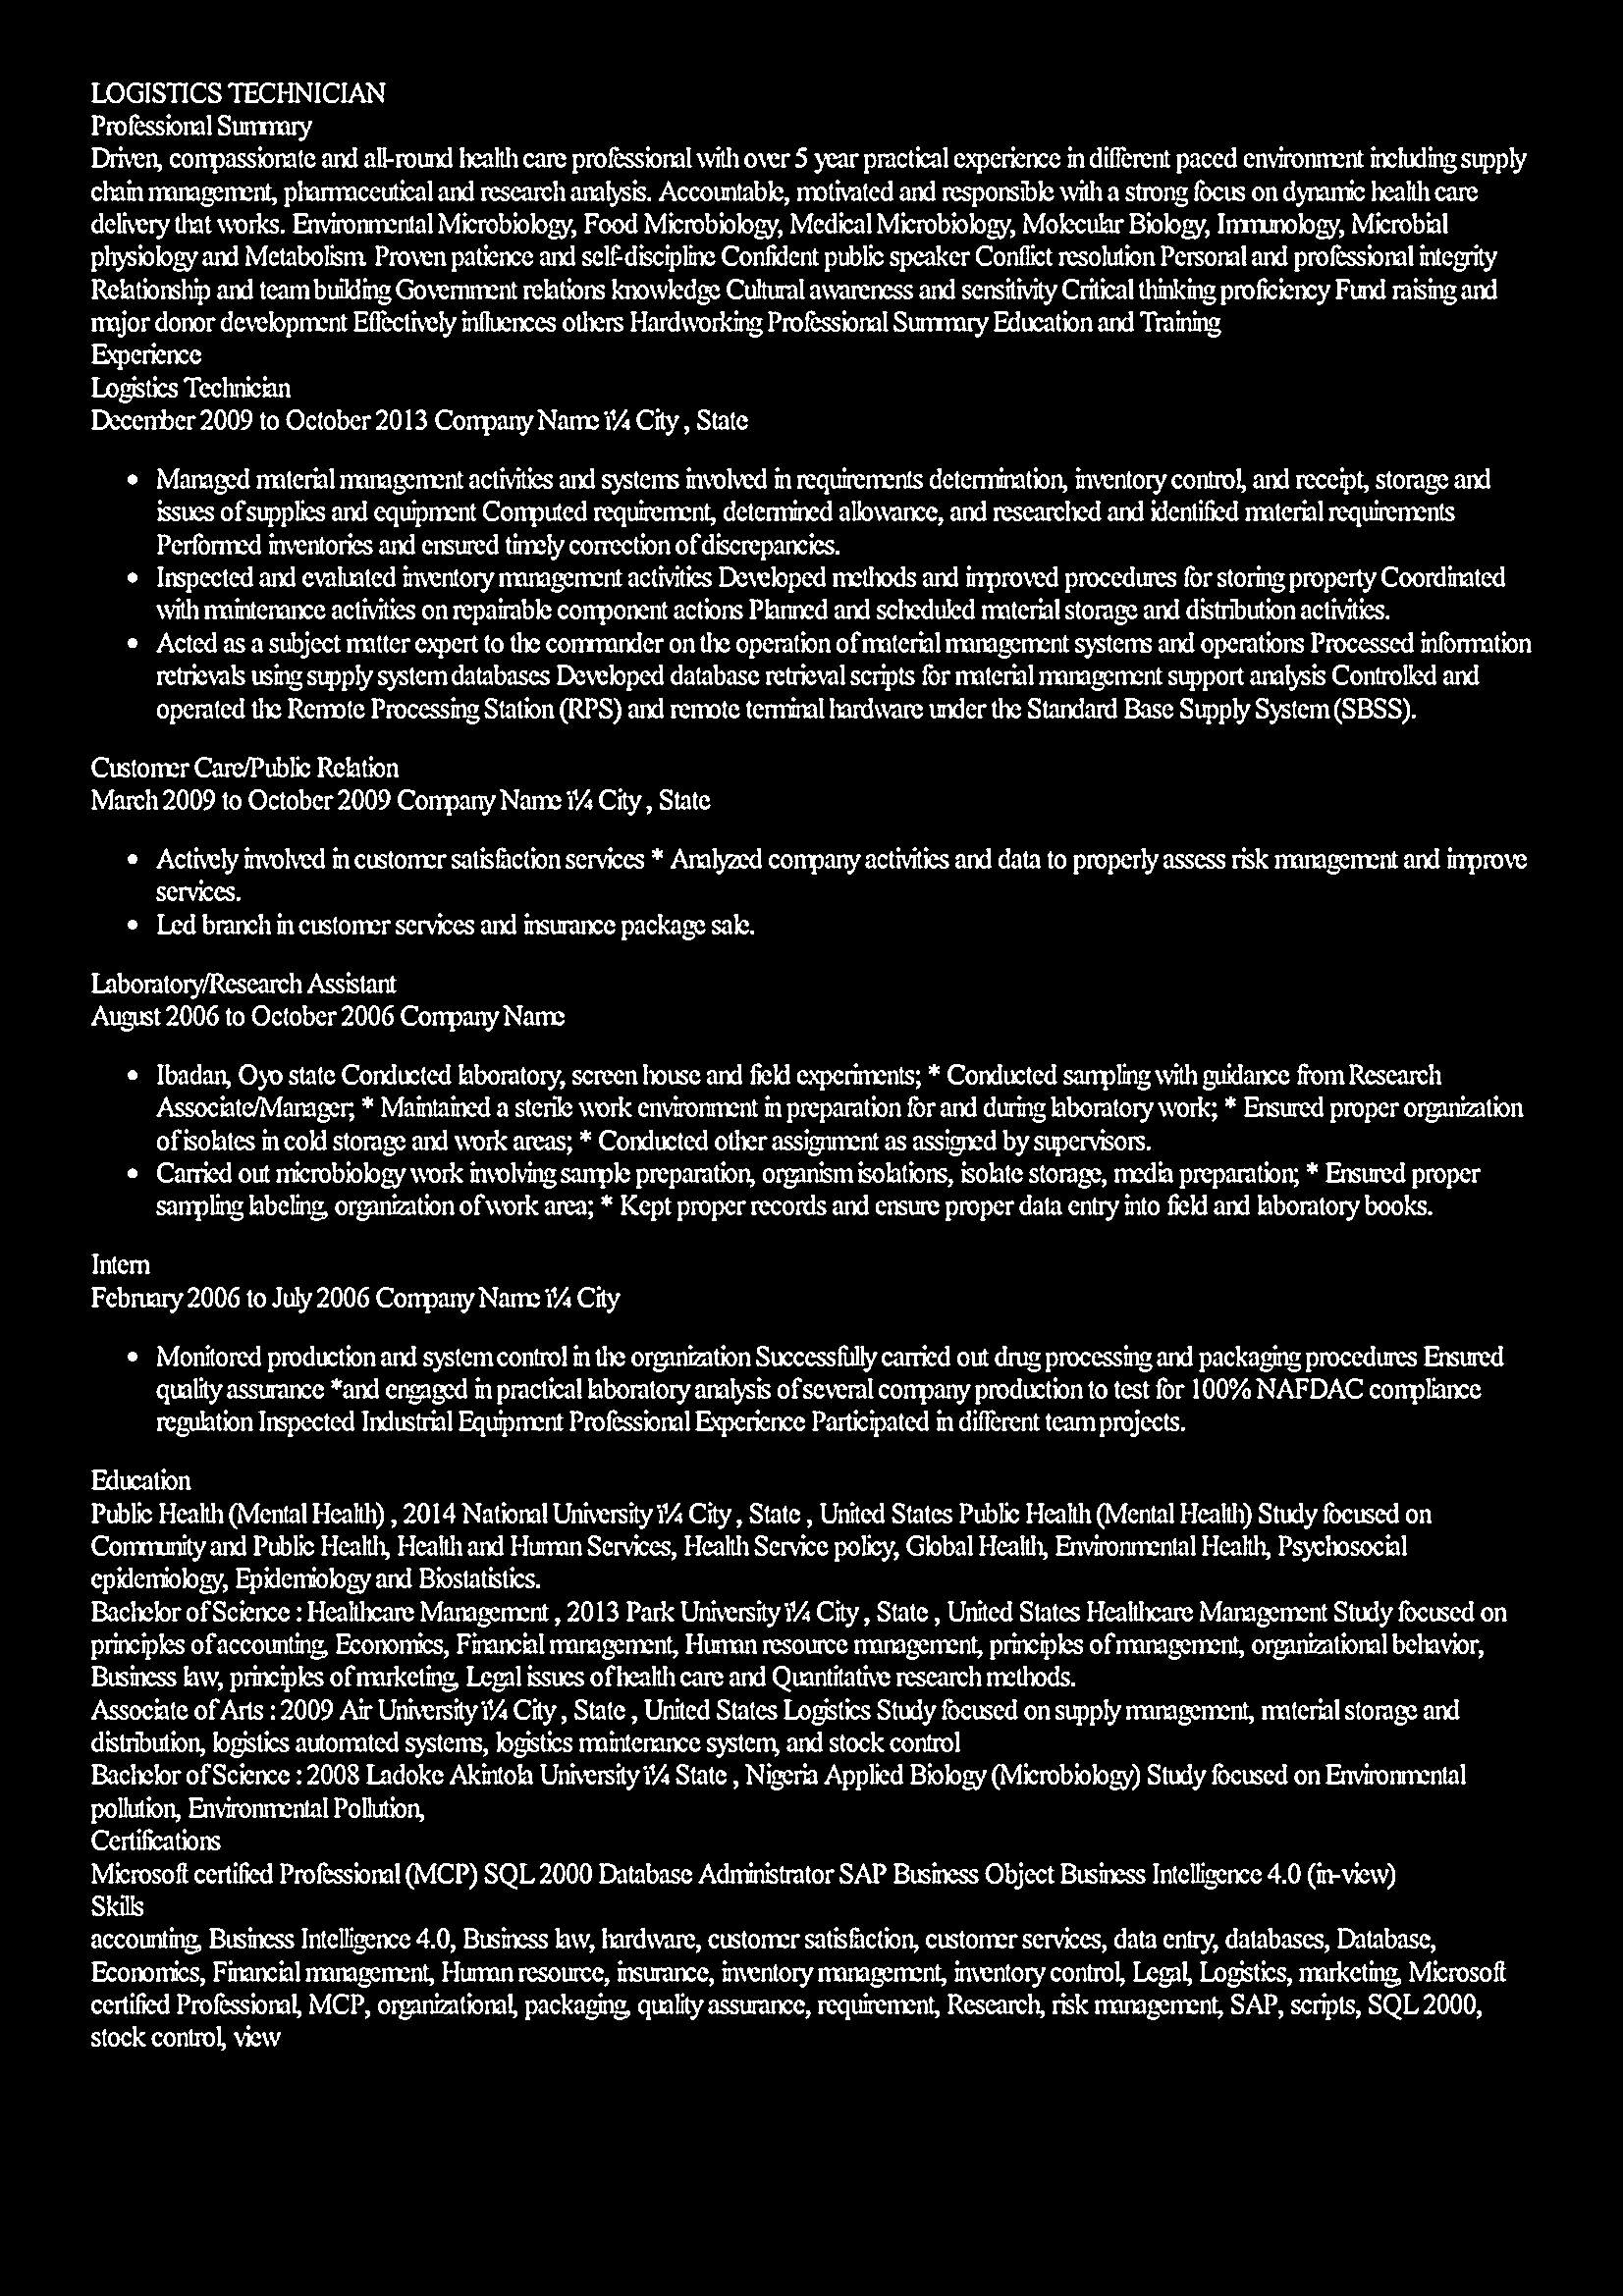 LOGISTICS TECHNICIAN
Professional Summary
Driven, compassionate and all-round health care professional with over 5 year practical experience in different paced environment including supply
chain management, pharmaceutical and research analysis. Accountable, motivated and responsible with a strong focus on dynamic health care
delivery that works. Environmental Microbiology, Food Microbiology, Medical Microbiology, Molecular Biology, Immunology, Microbial
physiology and Metabolism. Proven patience and self-discipline Confident public speaker Conflict resolution Personal and professional integrity
Relationship and team building Government relations knowledge Cultural awareness and sensitivity Critical thinking proficiency Fund raising and
major donor development Effectively influences others Hardworking Professional Summary Education and Training
Experience
Logistics Technician
December 2009 to October 2013 Company Name ï¼ City , State
• Managed material management activities and systems involved in requirements determination, inventory control, and receipt, storage and
issues of supplies and equipment Computed requirement, determined allowance, and researched and identified material requirements
Performed inventories and ensured timely correction of discrepancies.
• Inspected and evaluated inventory management activities Developed methods and improved procedures for storing property Coordinated
with maintenance activities on repairable component actions Planned and scheduled material storage and distribution activities.
• Acted as a subject matter expert to the commander on the operation of material management systems and operations Processed information
retrievals using supply system databases Developed database retrieval scripts for material management support analysis Controlled and
operated the Remote Processing Station (RPS) and remote terminal hardware under the Standard Base Supply System (SBSS).
Customer Care/Public Relation
March 2009 to October 2009 Company Name ï¼ City , State
• Actively involved in customer satisfaction services * Analyzed company activities and data to properly assess risk management and improve
services.
• Led branch in customer services and insurance package sale.
Laboratory/Research Assistant
August 2006 to October 2006 Company Name
• Ibadan, Oyo state Conducted laboratory, screen house and field experiments; * Conducted sampling with guidance from Research
Associate/Manager; * Maintained a sterile work environment in preparation for and during laboratory work; * Ensured proper organization
of isolates in cold storage and work areas; * Conducted other assignment as assigned by supervisors.
• Carried out microbiology work involving sample preparation, organism isolations, isolate storage, media preparation; * Ensured proper
sampling labeling, organization of work area; * Kept proper records and ensure proper data entry into field and laboratory books.
Intern
February 2006 to July 2006 Company Name ï¼ City
• Monitored production and system control in the organization Successfully carried out drug processing and packaging procedures Ensured
quality assurance *and engaged in practical laboratory analysis of several company production to test for 100% NAFDAC compliance
regulation Inspected Industrial Equipment Professional Experience Participated in different team projects.
Education
Public Health (Mental Health) , 2014 National University ï¼ City , State , United States Public Health (Mental Health) Study focused on
Community and Public Health, Health and Human Services, Health Service policy, Global Health, Environmental Health, Psychosocial
epidemiology, Epidemiology and Biostatistics.
Bachelor of Science : Healthcare Management , 2013 Park University ï¼ City , State , United States Healthcare Management Study focused on
principles of accounting, Economics, Financial management, Human resource management, principles of management, organizational behavior,
Business law, principles of marketing, Legal issues of health care and Quantitative research methods.
Associate of Arts : 2009 Air University ï¼ City , State , United States Logistics Study focused on supply management, material storage and
distribution, logistics automated systems, logistics maintenance system, and stock control
Bachelor of Science : 2008 Ladoke Akintola University ï¼ State , Nigeria Applied Biology (Microbiology) Study focused on Environmental
pollution, Environmental Pollution,
Certifications
Microsoft certified Professional (MCP) SQL 2000 Database Administrator SAP Business Object Business Intelligence 4.0 (in-view)
Skills
accounting, Business Intelligence 4.0, Business law, hardware, customer satisfaction, customer services, data entry, databases, Database,
Economics, Financial management, Human resource, insurance, inventory management, inventory control, Legal, Logistics, marketing, Microsoft
certified Professional, MCP, organizational, packaging, quality assurance, requirement, Research, risk management, SAP, scripts, SQL 2000,
stock control, view